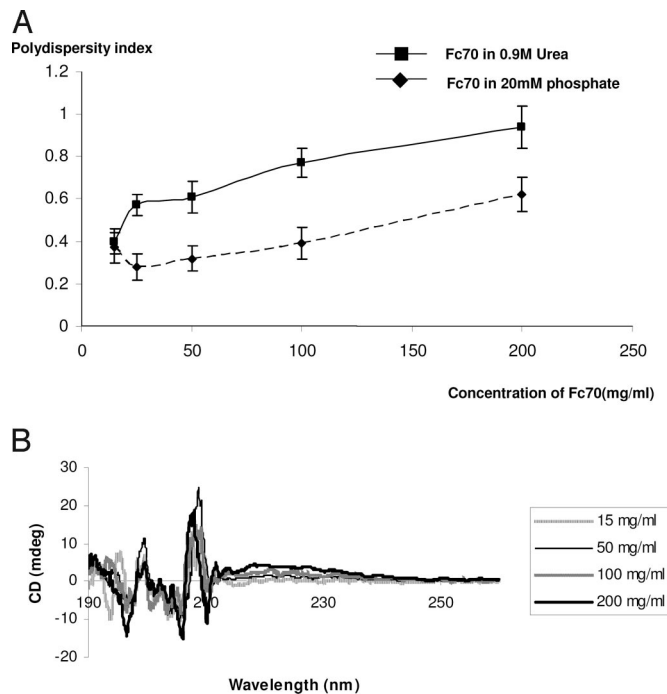 A
Polydispersity index
Fc70 in 0.9M Urea
Fc70 in 20mM phosphate
1.2
1
0.8
0.6
0.4
0.2
0
0 50 100 150 200 250
Concentration of Fc70(mg/ml)
B
30
20
10
0
-10
-20
CD (mdeg)
190 230 250
15 mg/ml
50 mg/ml
100 mg/ml
200 mg/ml
Wavelength (nm)